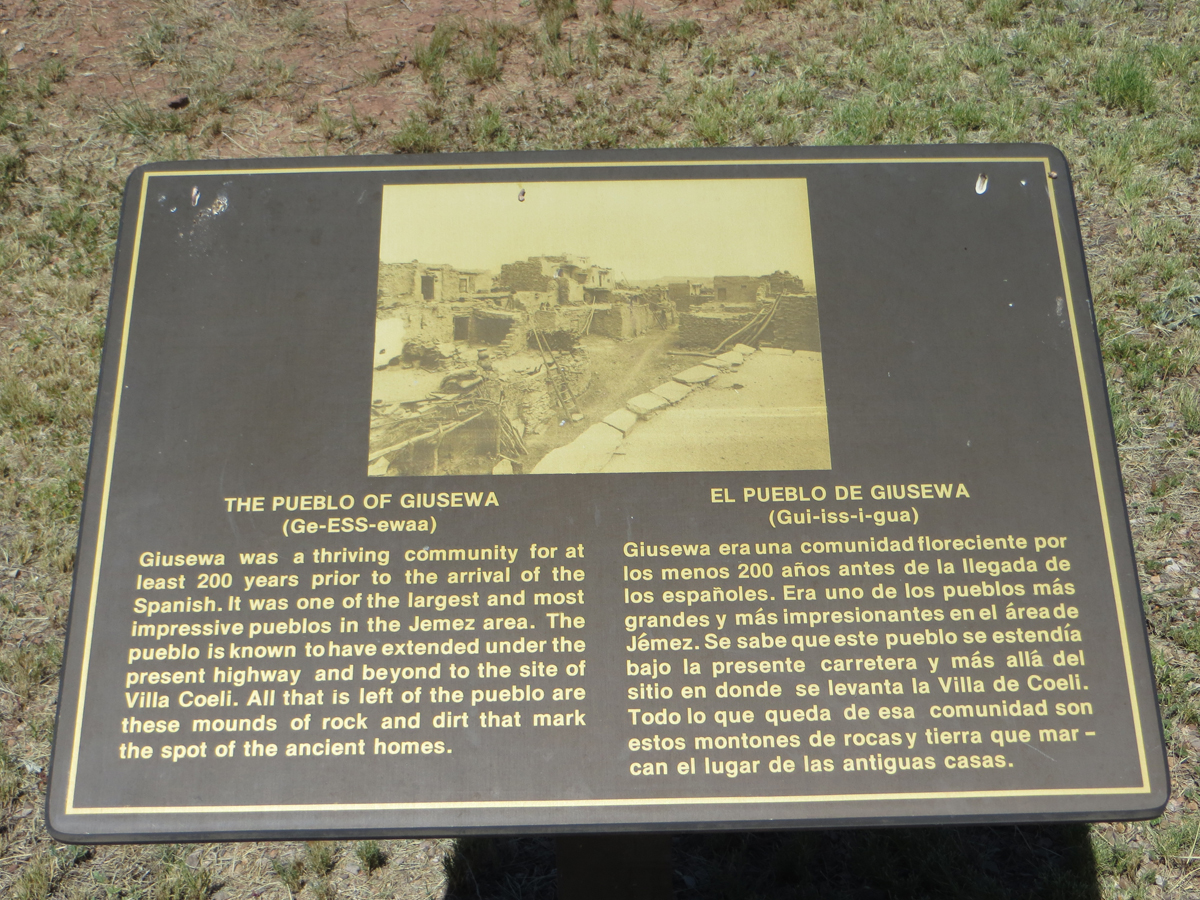 THE PUEBLO OF GIUSEWA
(Ge-ESS-ewaa)
Giusewa was a thriving community for at
least 200 years prior to the arrival of the
Spanish. It was one of the largest and most
impressive pueblos in the Jemez area. The
pueblo is known to have extended under the
present highway and beyond to the site of
Villa Coeli. All that is left of the pueblo are
these mounds of rock and dirt that mark
the spot of the ancient homes.
EL PUEBLO DE GIUSEWA
(Gui-iss-i-gua)
Giusewa era una comunidad floreciente por
los menos 200 años antes de la llegada de
los españoles. Era uno de los pueblos más
grandes y más impresionantes en el área de
Jémez. Se sabe que este pueblo se estendía
bajo la presente carretera y más allá del
sitio en donde se levanta la Villa de Coeli.
Todo lo que queda de esa comunidad son
estos montones de rocas y tierra que mar-
can el lugar de las antiguas casas.